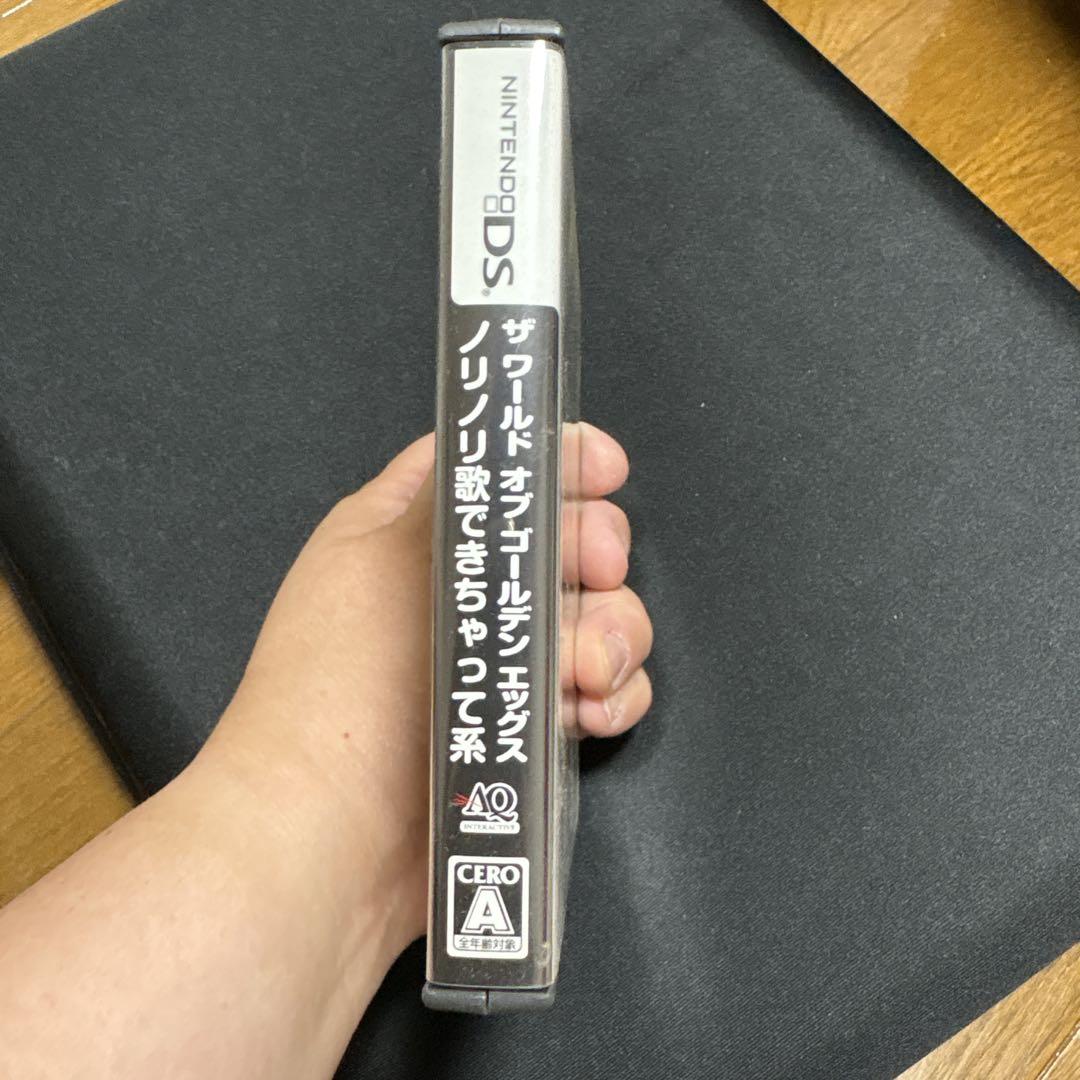 NINTENDO DS®
ザ ワールド オブ ゴールデン エッグス
ノリノリ歌できちゃって系
AQ
INTERACTIVE
CERO
A
全年齢対象